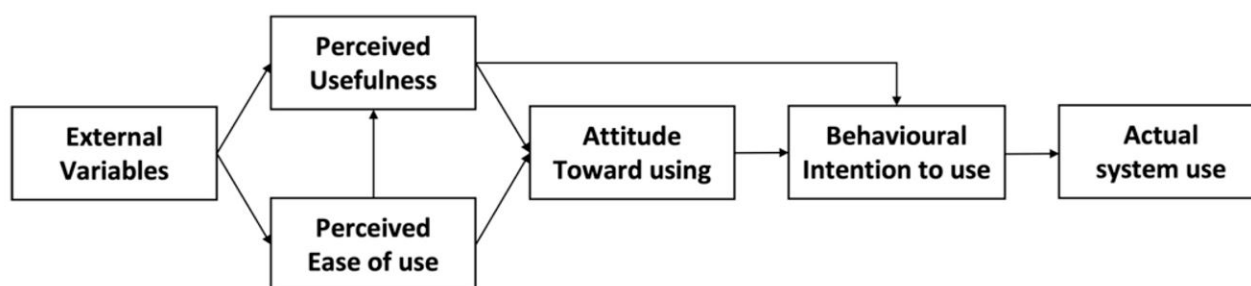 Perceived
Usefulness
External
Variables
Perceived
Ease of use
Attitude
Toward using
Behavioural
Intention to use
Actual
system use